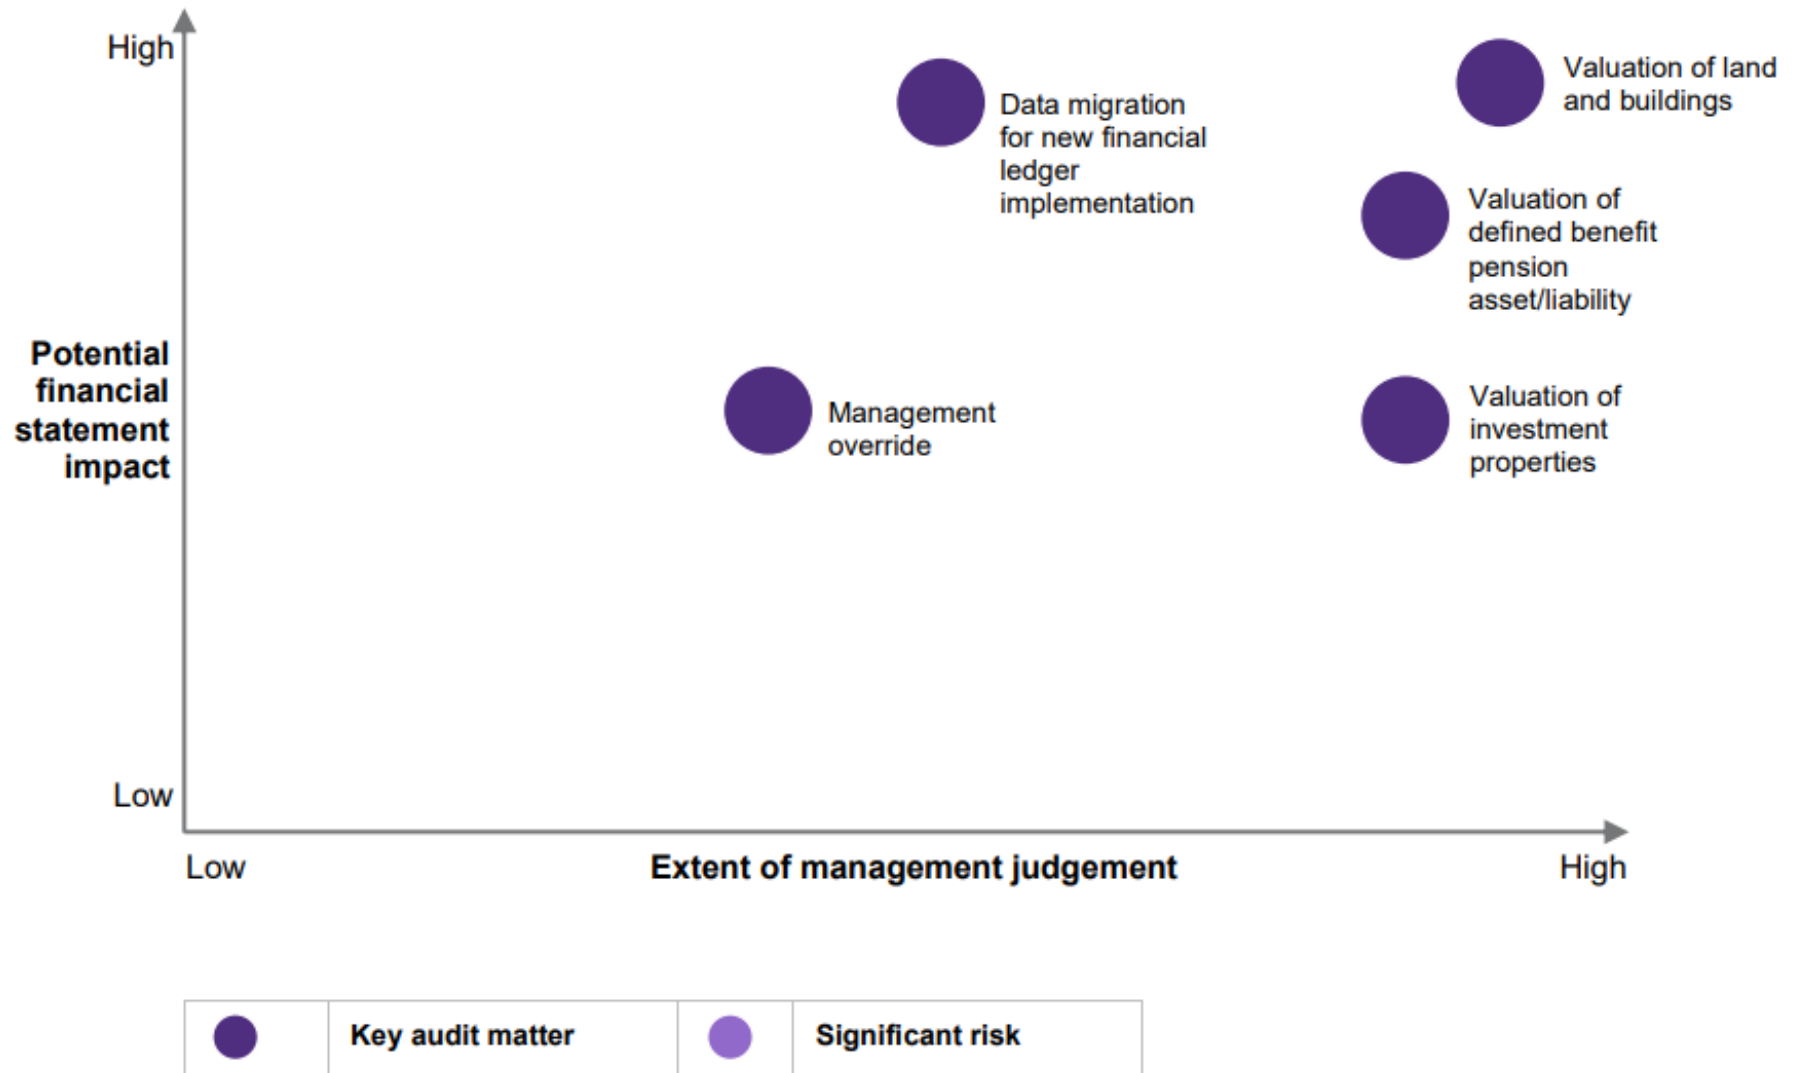 High
Data migration
for new financial
ledger
implementation
Valuation of land
and buildings
Valuation of
defined benefit
pension
asset/liability
Potential
financial
statement
impact
Management
override
Valuation of
investment
properties
Low
Low
Extent of management judgement
High
Key audit matter
Significant risk